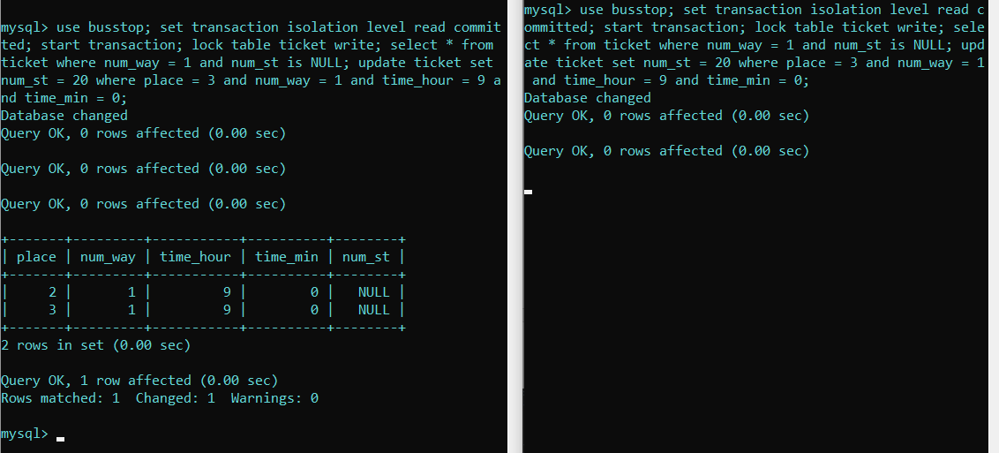 mysql> use busstop; set transaction isolation level read commit
ted; start transaction; lock table ticket write; select * from
ticket where num_way = 1 and num_st is NULL; update ticket set
num_st = 20 where place = 3 and num_way = 1 and time_hour = 9 a
nd time_min = 0;
Database changed
Query OK, 0 rows affected (0.00 sec)

Query OK, 0 rows affected (0.00 sec)

Query OK, 0 rows affected (0.00 sec)

+-------+---------+-----------+----------+--------+
| place | num_way | time_hour | time_min | num_st |
+-------+---------+-----------+----------+--------+
|     2 |       1 |         9 |        0 |   NULL |
|     3 |       1 |         9 |        0 |   NULL |
+-------+---------+-----------+----------+--------+
2 rows in set (0.00 sec)

Query OK, 1 row affected (0.00 sec)
Rows matched: 1  Changed: 1  Warnings: 0

mysql>
mysql> use busstop; set transaction isolation level read c
ommitted; start transaction; lock table ticket write; sele
ct * from ticket where num_way = 1 and num_st is NULL; upd
ate ticket set num_st = 20 where place = 3 and num_way = 1
 and time_hour = 9 and time_min = 0;
Database changed
Query OK, 0 rows affected (0.00 sec)

Query OK, 0 rows affected (0.00 sec)